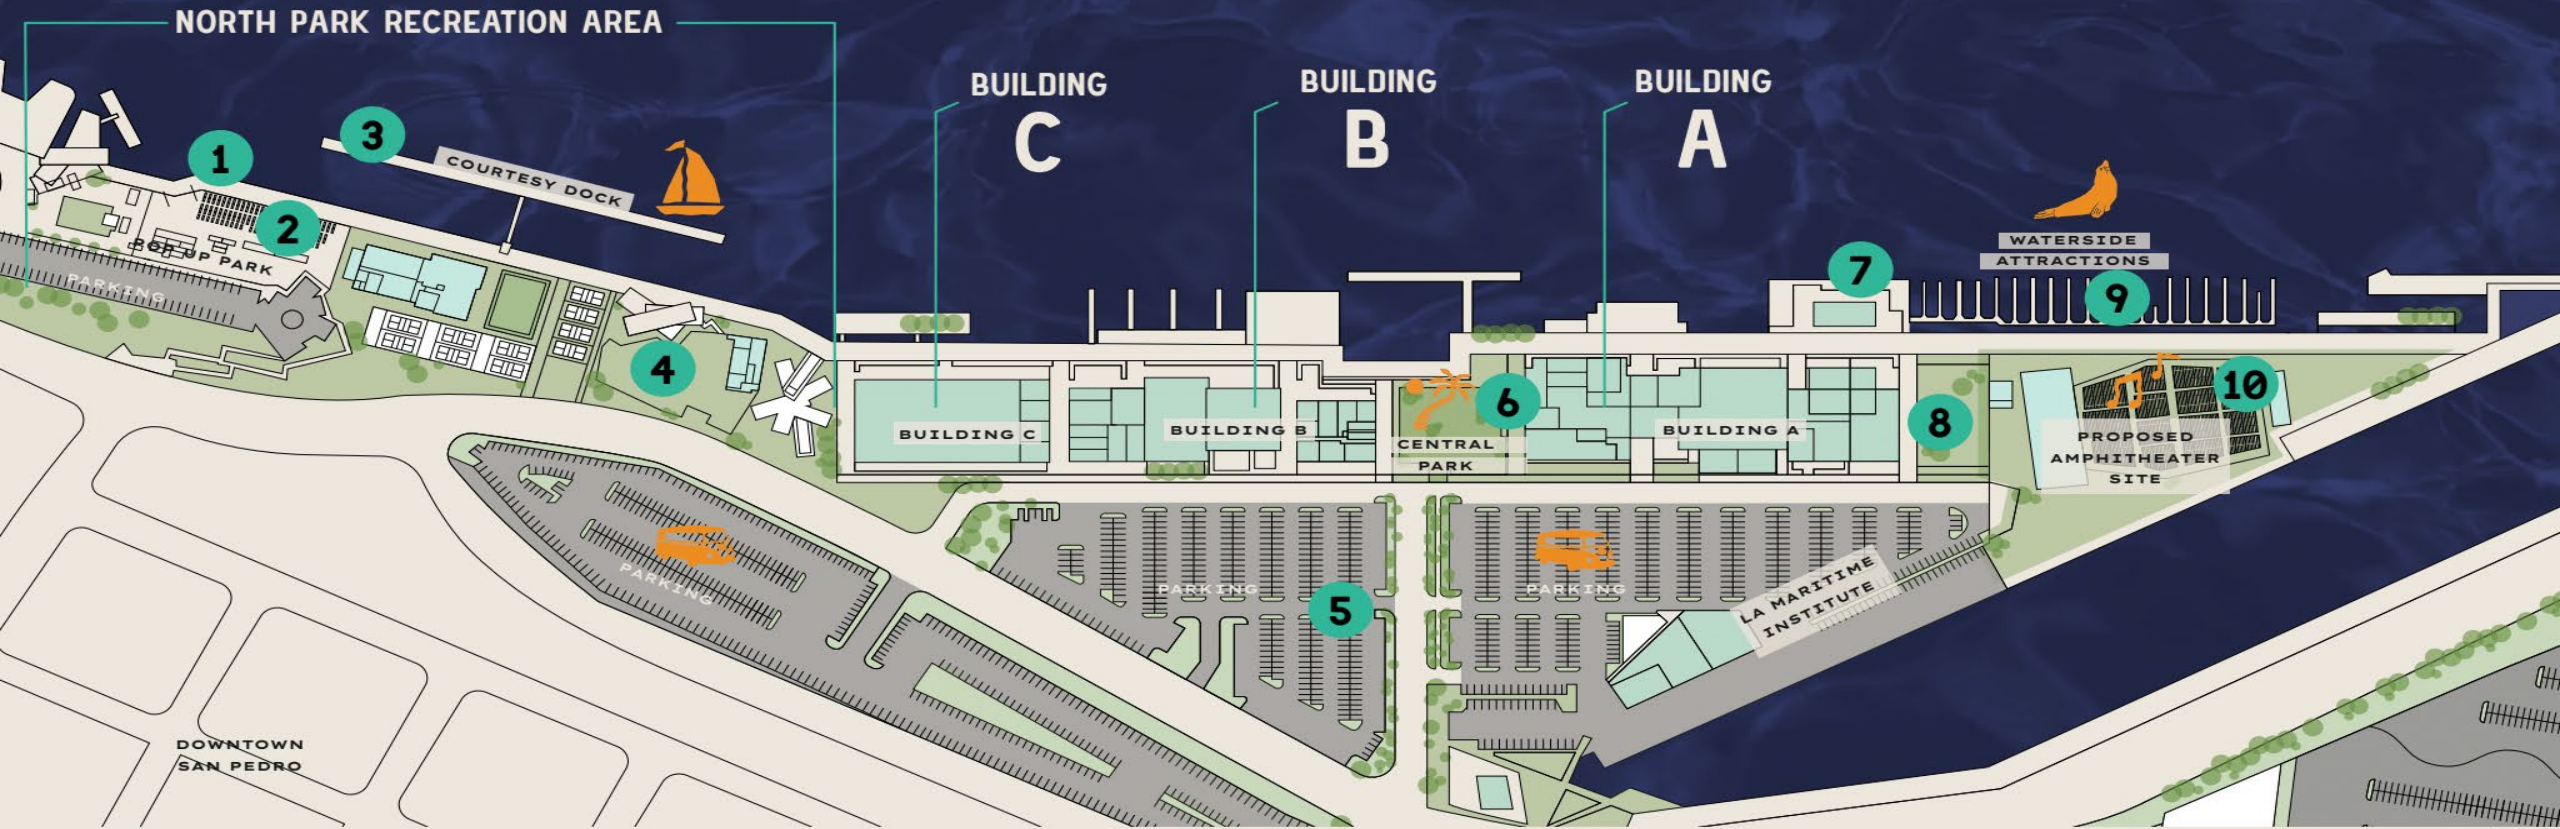 NORTH PARK RECREATION AREA
BUILDING
C
BUILDING
B
BUILDING
A
1
3
COURTESY DOCK
2
POP UP PARK
PARKING
4
7
WATERSIDE
ATTRACTIONS
9
BUILDING C
BUILDING B
CENTRAL
PARK
6
BUILDING A
8
10
PROPOSED
AMPHITHEATER
SITE
PARKING
PARKING
5
PARKING
LA MARITIME
INSTITUTE
DOWNTOWN
SAN PEDRO